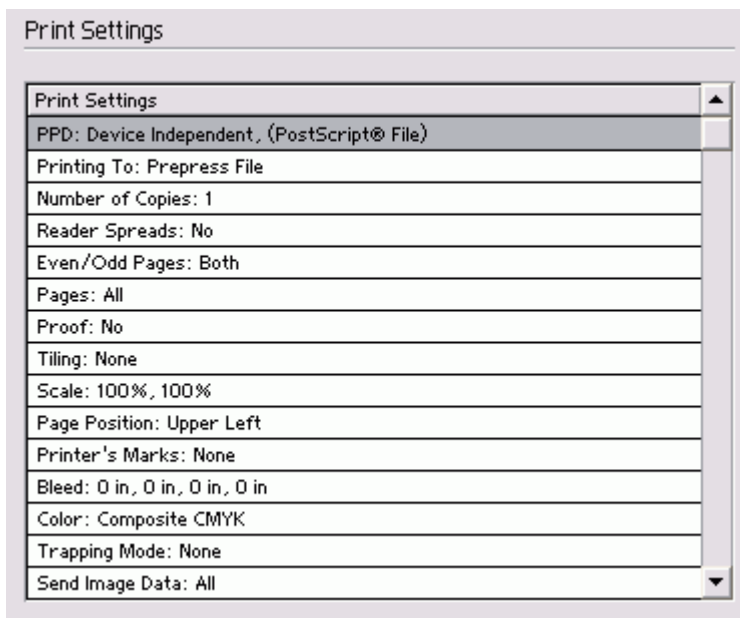 Print Settings
Print Settings
PPD: Device Independent, (PostScript® File)
Printing To: Prepress File
Number of Copies: 1
Reader Spreads: No
Even/Odd Pages: Both
Pages: All
Proof: No
Tiling: None
Scale: 100%, 100%
Page Position: Upper Left
Printer's Marks: None
Bleed: 0 in, 0 in, 0 in, 0 in
Color: Composite CMYK
Trapping Mode: None
Send Image Data: All